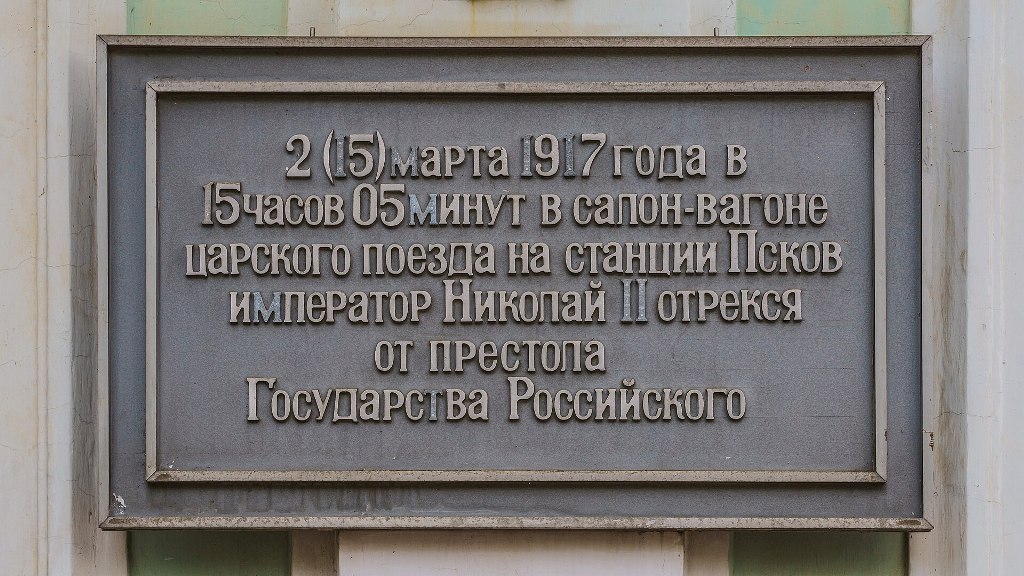 2 (15) марта 1917 года в
15 часов 05 минут в салон-вагоне
царского поезда на станции Псков
император Николай II отрекся
от престола
Государства Российского